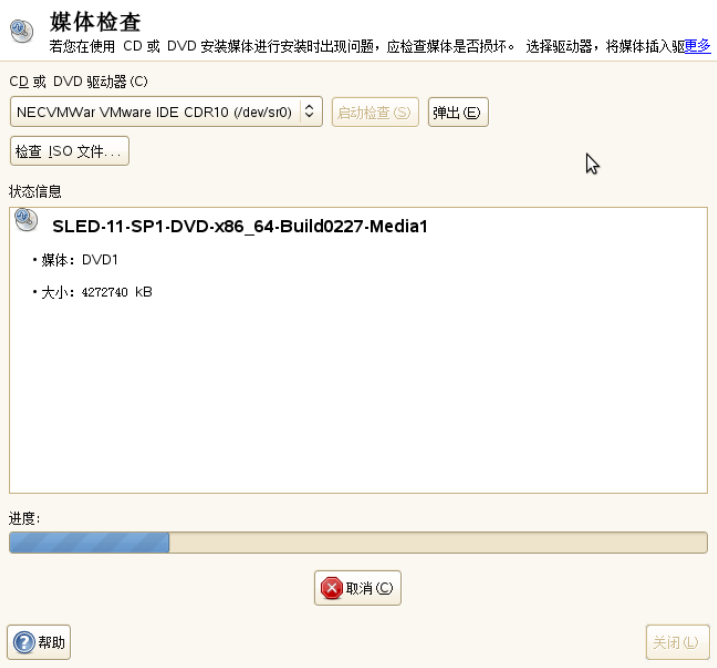 媒体检查
若您在使用 CD 或 DVD 安装媒体进行安装时出现问题，应检查媒体是否损坏。 选择驱动器，将媒体插入驱更多
CD 或 DVD 驱动器(C)
NECVMWar VMware IDE CDR10 (/dev/sr0) 启动检查(S) 弹出(E)
检查 ISO 文件...
状态信息
SLED-11-SP1-DVD-x86_64-Build0227-Media1
• 媒体：DVD1
• 大小：4272740 kB
进度:
取消(C)
帮助 关闭(L)